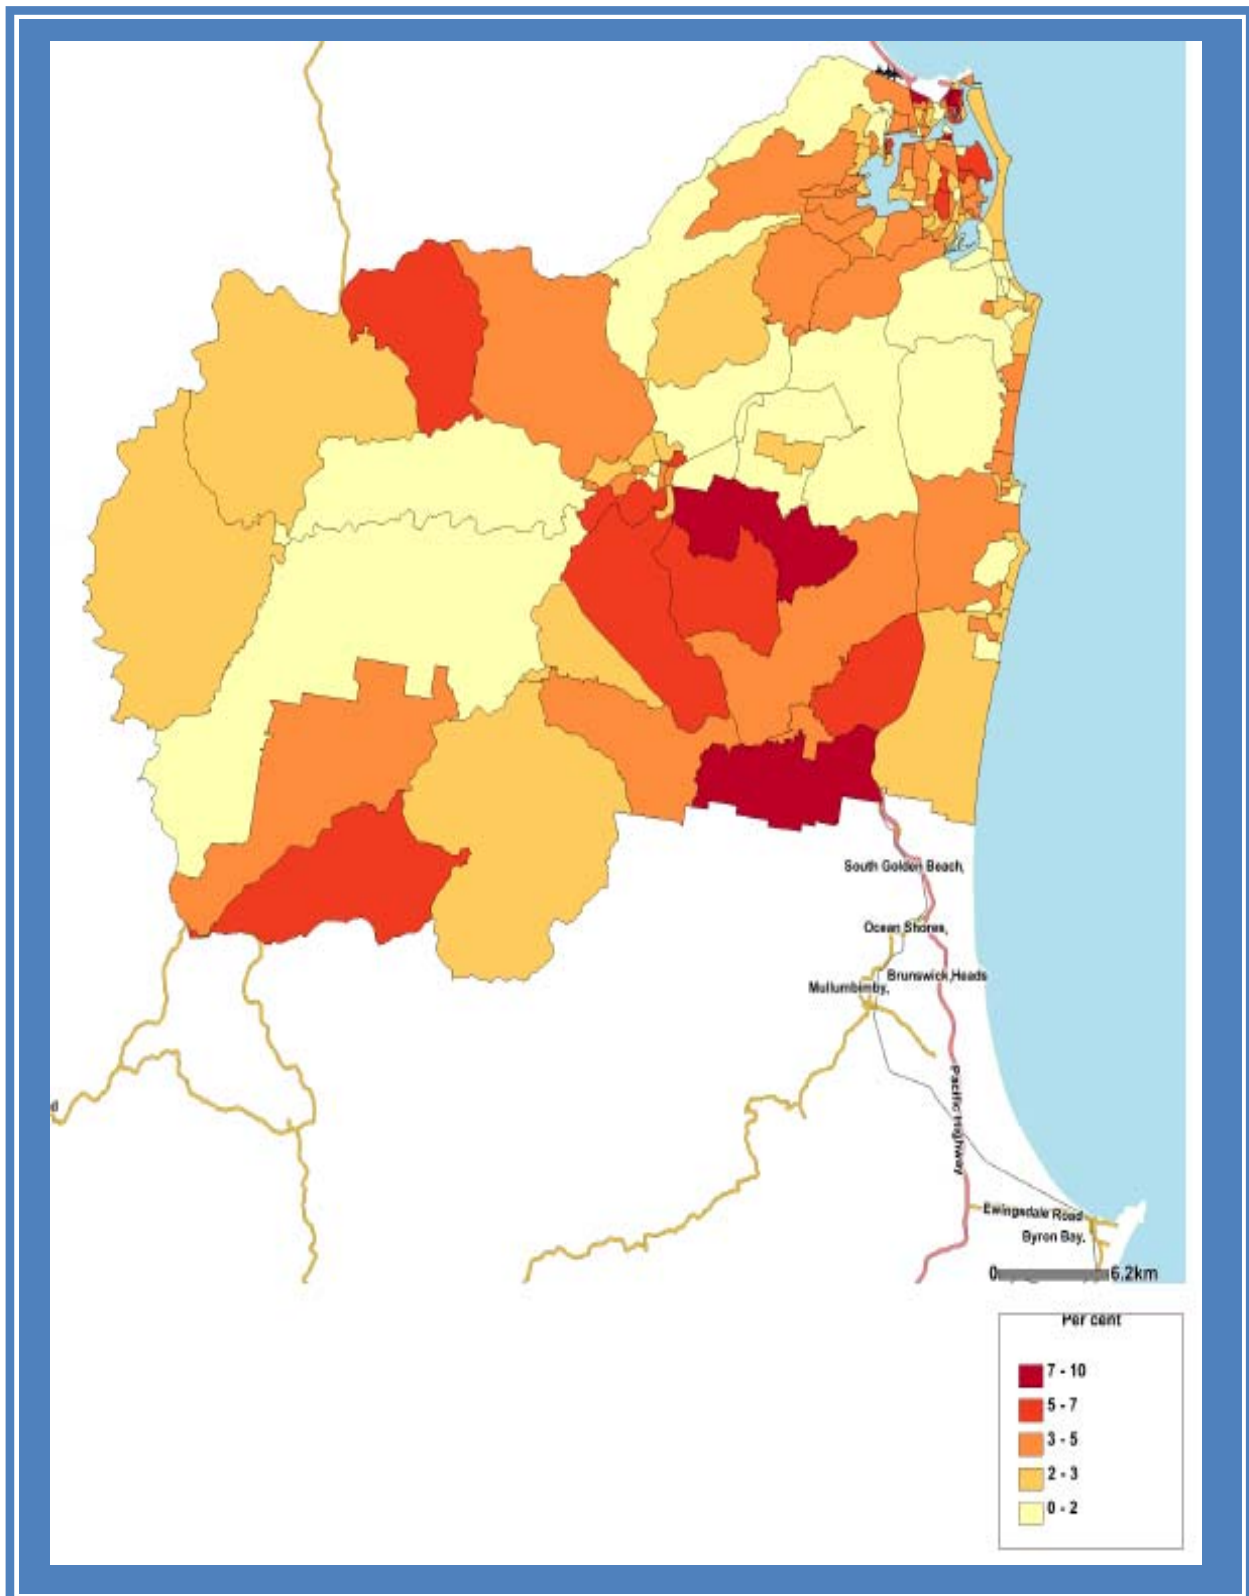 South Golden Beach,
Ocean Shores,
Brunswick Heads
Mullumbimby,
Pacific Highway
Ewingsdale Road
Byron Bay,
0 6.2km
Per cent
7 - 10
5 - 7
3 - 5
2 - 3
0 - 2